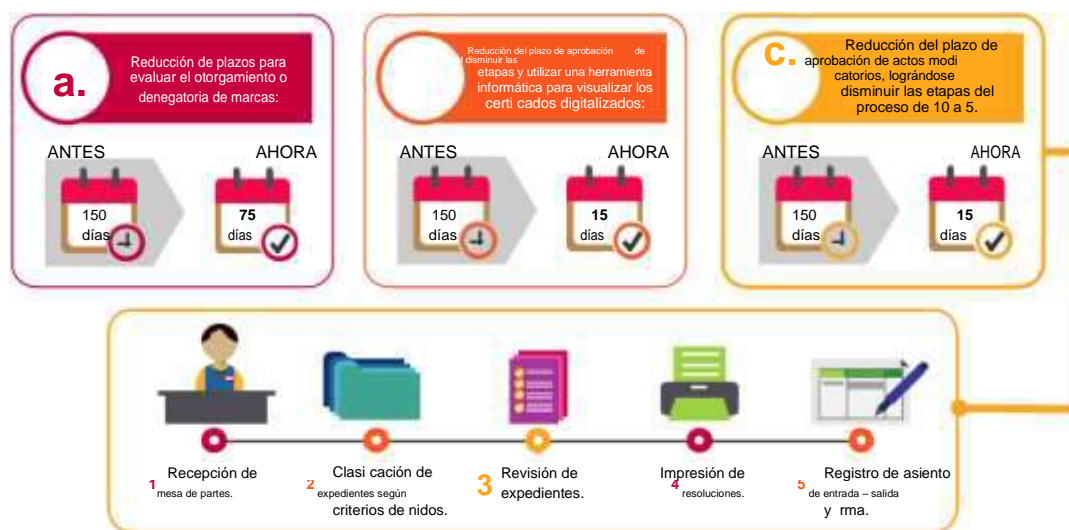 a.
Reducción de plazos para
evaluar el otorgamiento o
denegatoria de marcas:
ANTES
AHORA
150
días
75
días
Reducción del plazo de aprobación de
l disminuir las
etapas y utilizar una herramienta
informática para visualizar los
certi cados digitalizados:
ANTES
AHORA
150
días
15
días
c.
Reducción del plazo de
aprobación de actos modi
catorios, lográndose
disminuir las etapas del
proceso de 10 a 5.
ANTES
AHORA
150
días
15
días
1 Recepción de
mesa de partes.
2 Clasi cación de
expedientes según
criterios de nidos.
3 Revisión de
expedientes.
4 Impresión de
resoluciones.
5 Registro de asiento
de entrada – salida
y rma.